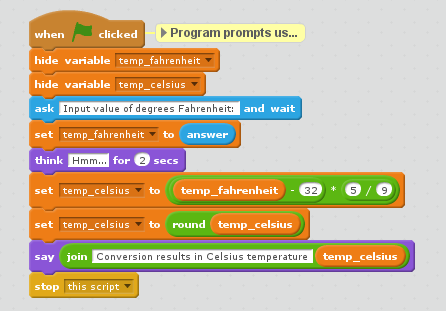 when clicked Program prompts us...
hide variable temp_fahrenheit
hide variable temp_celsius
ask Input value of degrees Fahrenheit: and wait
set temp_fahrenheit to answer
think Hmm... for 2 secs
set temp_celsius to temp_fahrenheit - 32 * 5 / 9
set temp_celsius to round temp_celsius
say join Conversion results in Celsius temperature temp_celsius
stop this script